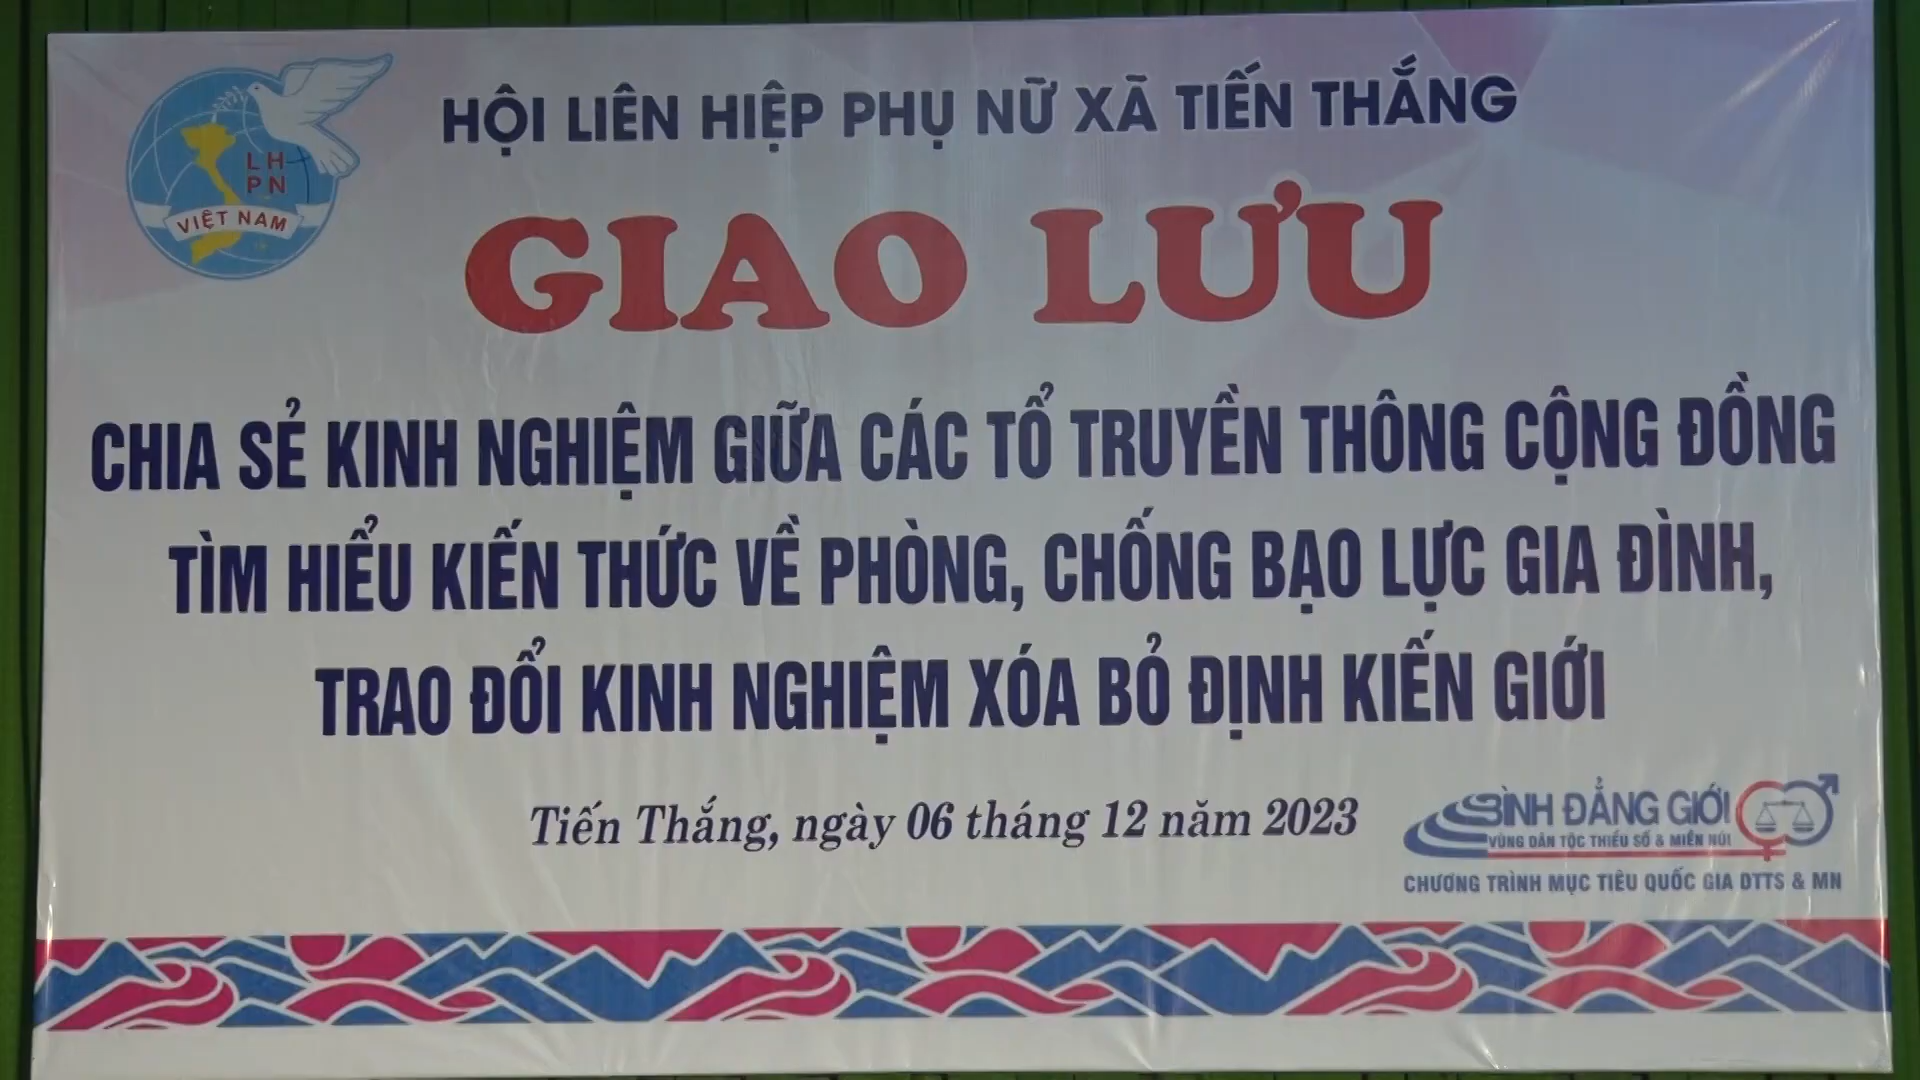 HỘI LIÊN HIỆP PHỤ NỮ XÃ TIẾN THẮNG
LH
PN
VIỆT NAM
GIAO LƯU
CHIA SẺ KINH NGHIỆM GIỮA CÁC TỔ TRUYỀN THÔNG CỘNG ĐỒNG
TÌM HIỂU KIẾN THỨC VỀ PHÒNG, CHỐNG BẠO LỰC GIA ĐÌNH,
TRAO ĐỔI KINH NGHIỆM XÓA BỎ ĐỊNH KIẾN GIỚI
Tiến Thắng, ngày 06 tháng 12 năm 2023
BÌNH ĐẲNG GIỚI
VÙNG DÂN TỘC THIỂU SỐ & MIỀN NÚI
CHƯƠNG TRÌNH MỤC TIÊU QUỐC GIA DTTS & MN